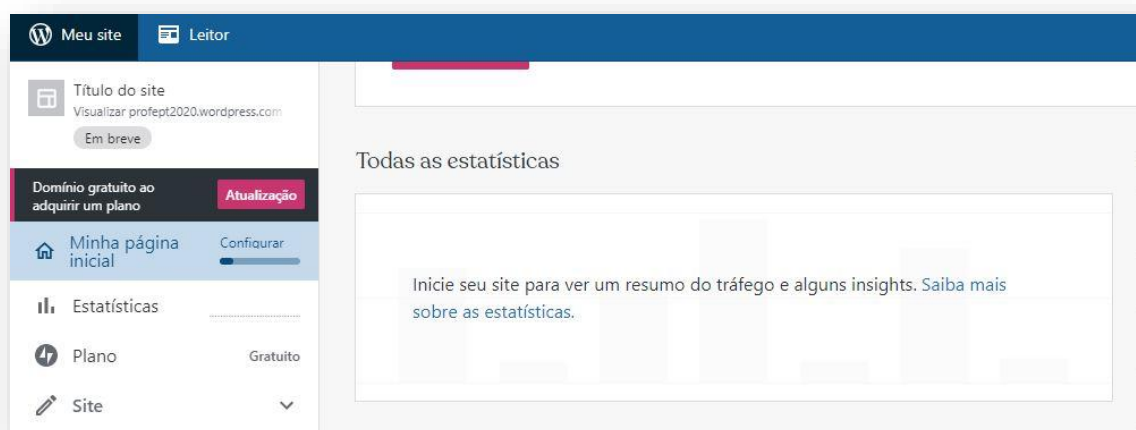 Meu site
Leitor
Título do site
Visualizar profept2020.wordpress.com
Em breve
Domínio gratuito ao
adquirir um plano
Atualização
Minha página
inicial
Configurar
Estatísticas
Plano
Gratuito
Site
Todas as estatísticas
Inicie seu site para ver um resumo do tráfego e alguns insights. Saiba mais
sobre as estatísticas.